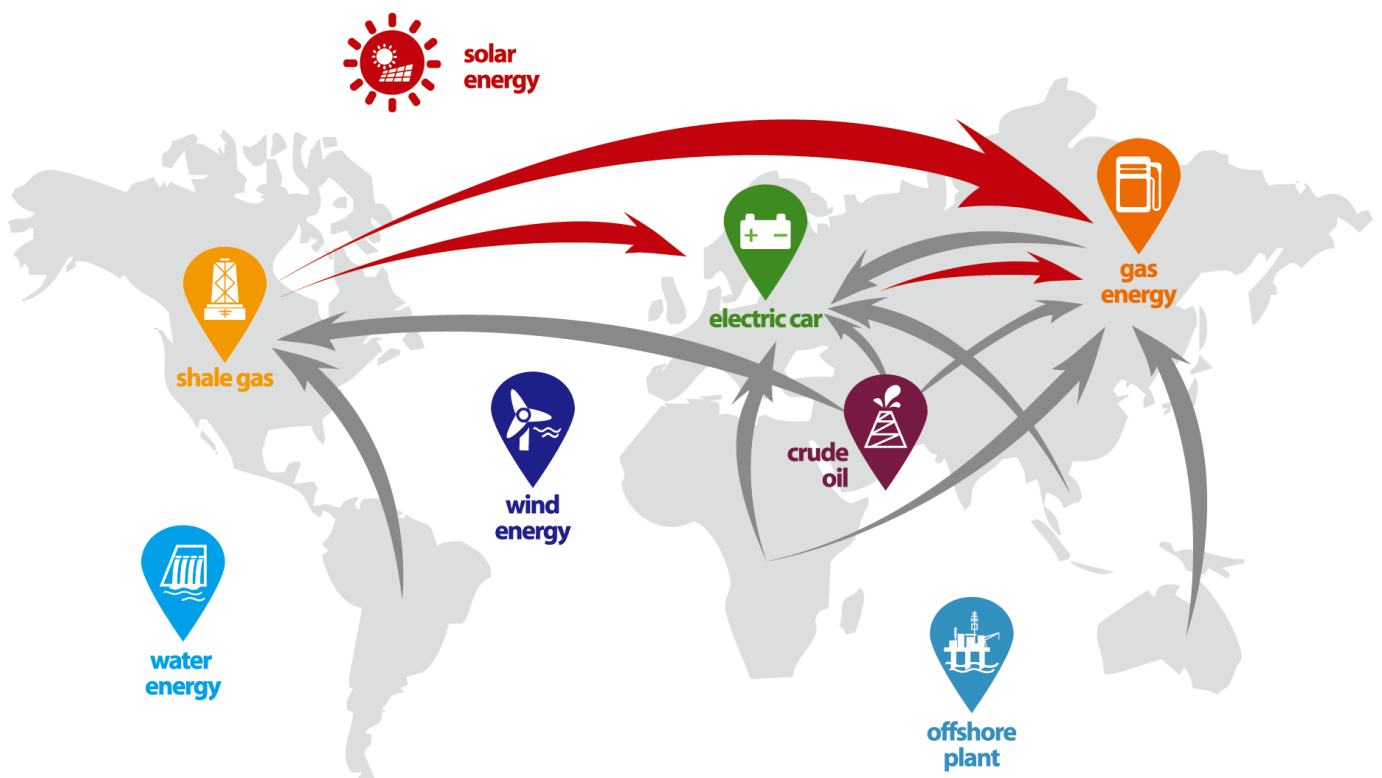 solar
energy
gas
energy
electric car
shale gas
crude
oil
wind
energy
water
energy
offshore
plant